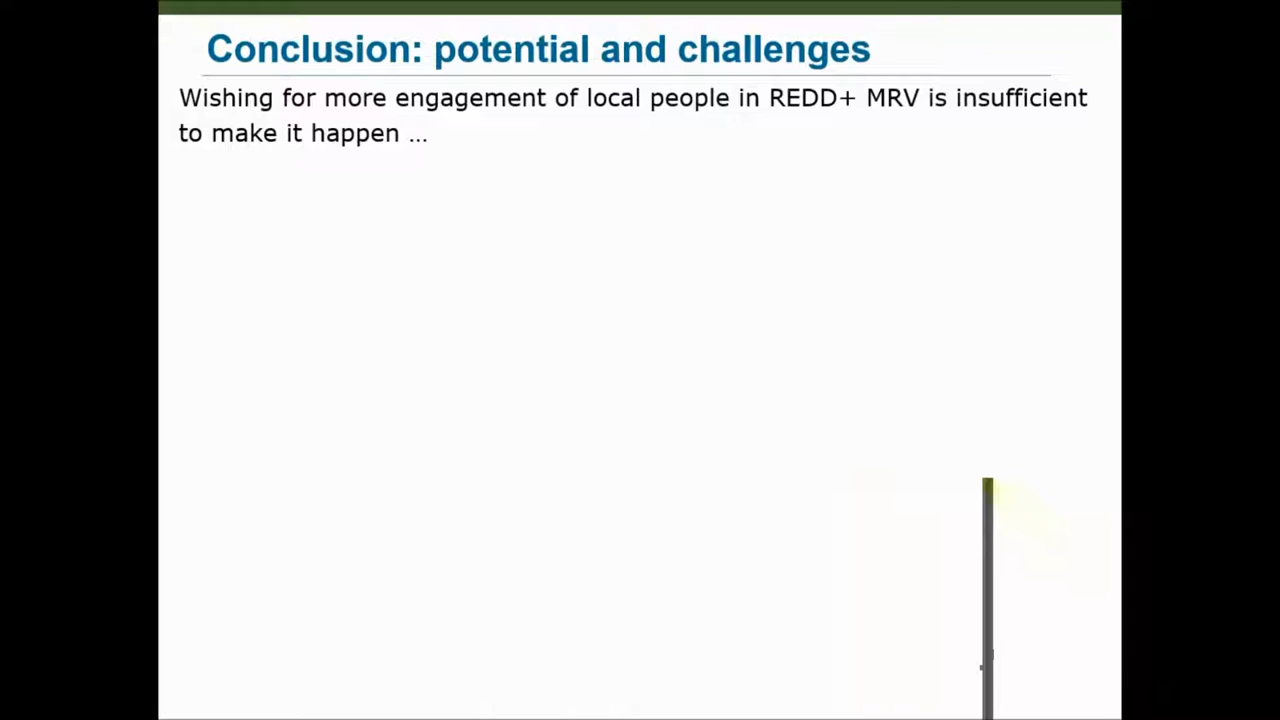 Conclusion: potential and challenges
Wishing for more engagement of local people in REDD+ MRV is insufficient
to make it happen ...